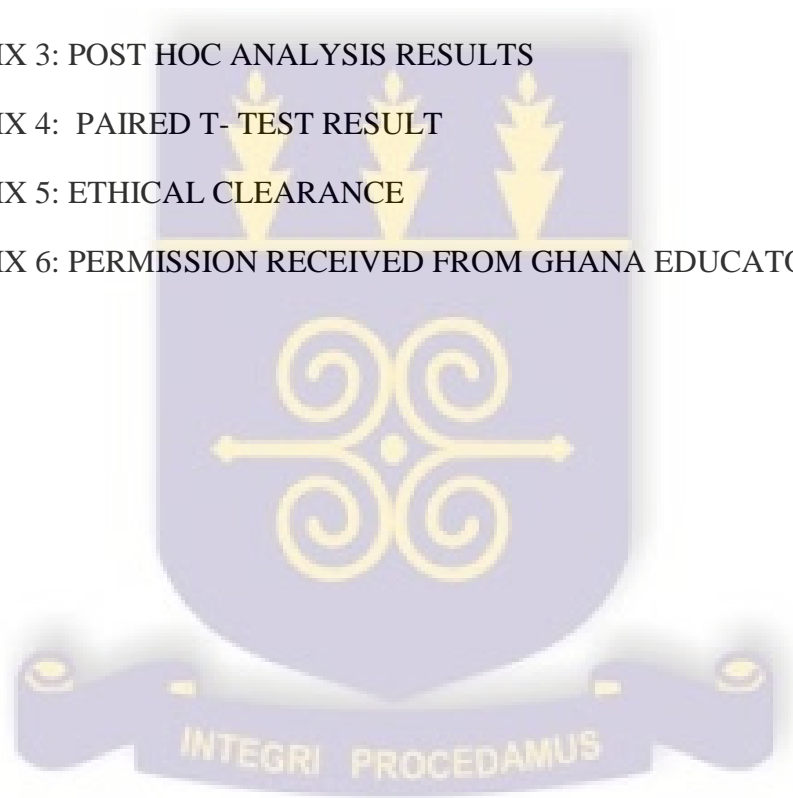 IX 3: POST HOC ANALYSIS RESULTS
IX 4: PAIRED T- TEST RESULT
IX 5: ETHICAL CLEARANCE
IX 6: PERMISSION RECEIVED FROM GHANA EDUCATO
INTEGRI PROCEDAMUS